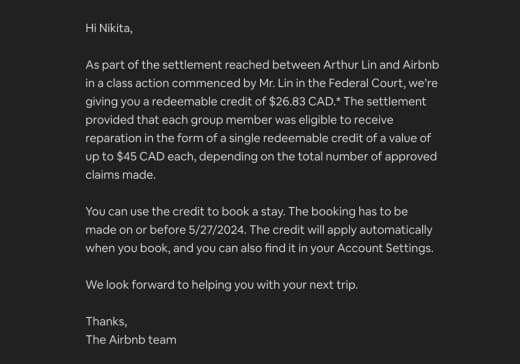 Hi Nikita,
As part of the settlement reached between Arthur Lin and Airbnb
in a class action commenced by Mr. Lin in the Federal Court, we're
giving you a redeemable credit of $26.83 CAD.* The settlement
provided that each group member was eligible to receive
reparation in the form of a single redeemable credit of a value of
up to $45 CAD each, depending on the total number of approved
claims made.
You can use the credit to book a stay. The booking has to be
made on or before 5/27/2024. The credit will apply automatically
when you book, and you can also find it in your Account Settings.
We look forward to helping you with your next trip.
Thanks,
The Airbnb team